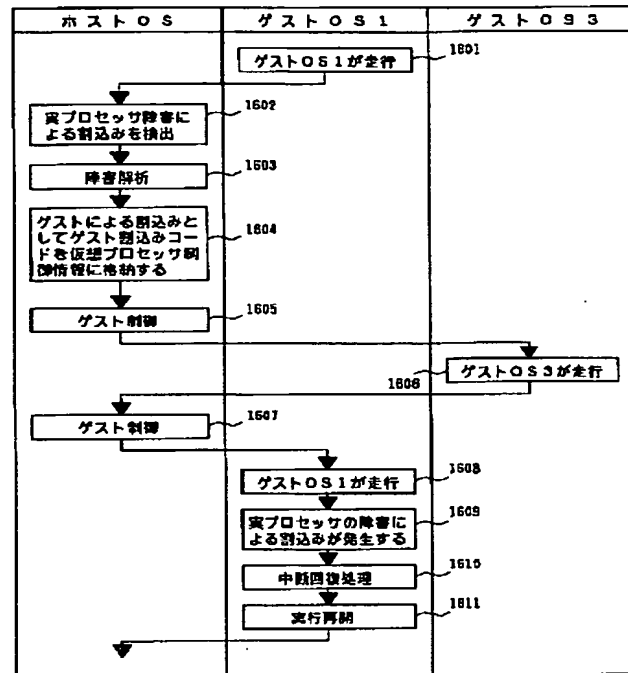 ホストOS
ゲストOS1
ゲストOS3
ゲストOS1が走行
1601
実プロセッサ障害に
よる割込みを検出
1602
障害解析
1603
ゲストによる割込みと
してゲスト割込みコー
ドを仮想プロセッサ制
御情報に格納する
1604
ゲスト制御
1605
ゲストOS3が走行
1606
ゲスト制御
1607
ゲストOS1が走行
1608
実プロセッサの障害に
よる割込みが発生する
1609
中断回復処理
1610
実行再開
1611